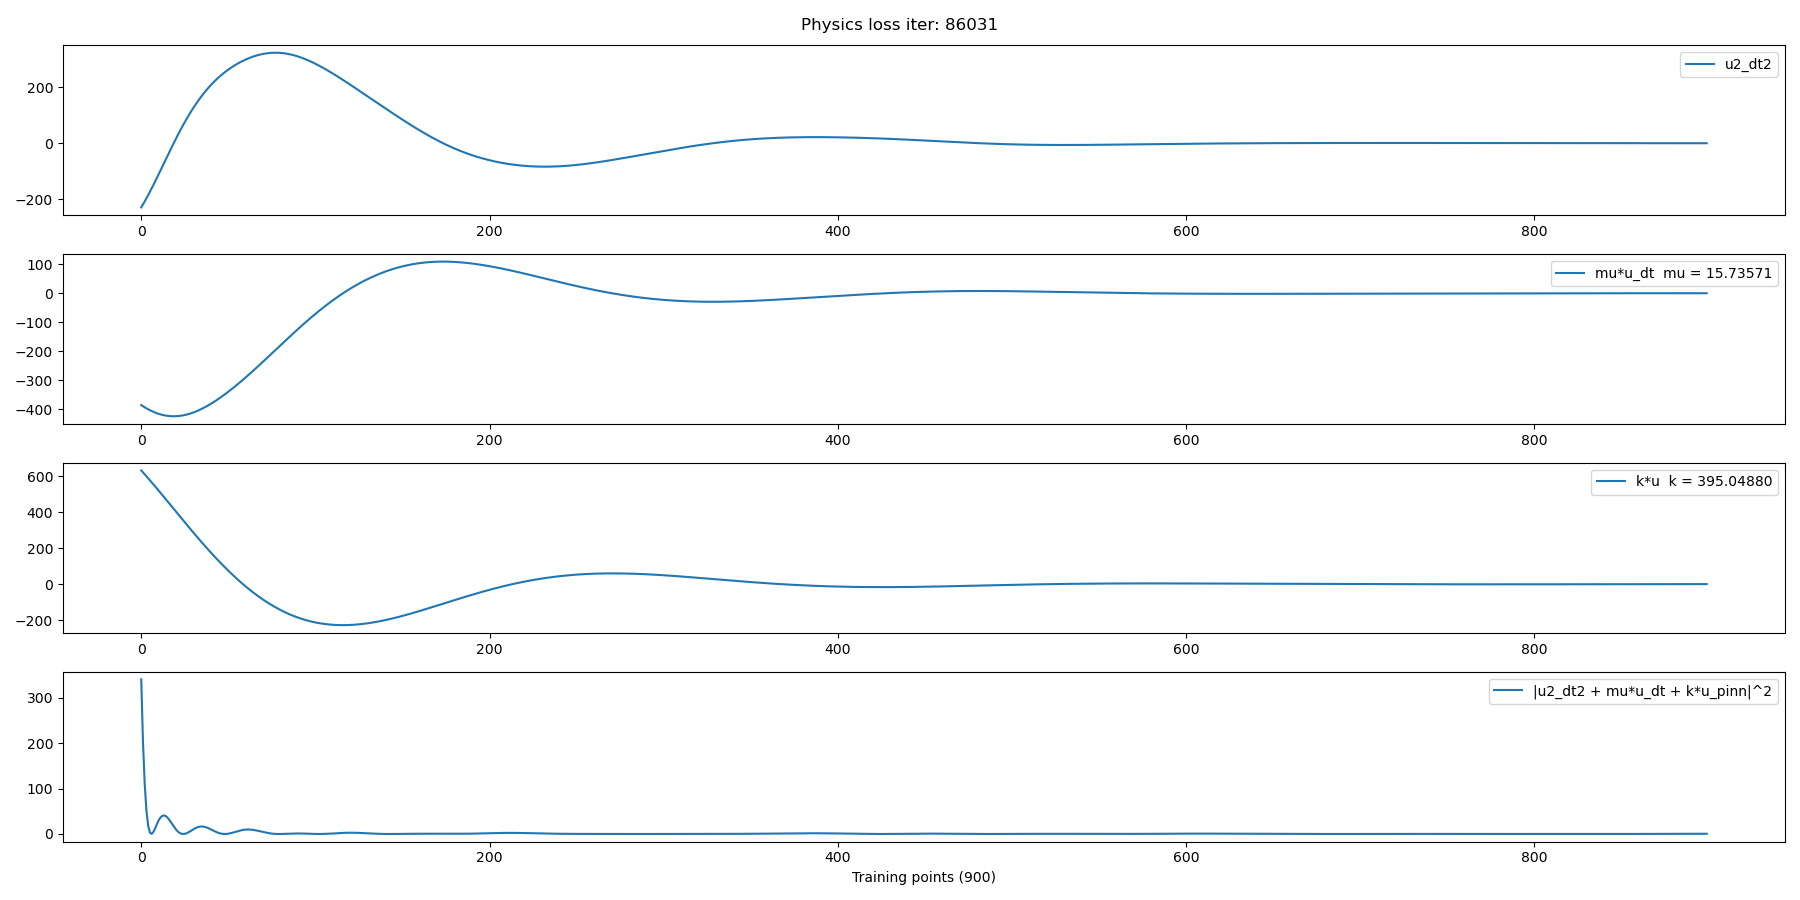 Physics loss iter: 86031
u2_dt2
200
0
−200
0 200 400 600 800
mu*u_dt  mu = 15.73571
100
0
−100
−200
−300
−400
0 200 400 600 800
k*u  k = 395.04880
600
400
200
0
−200
0 200 400 600 800
|u2_dt2 + mu*u_dt + k*u_pinn|^2
300
200
100
0
0 200 400 600 800
Training points (900)